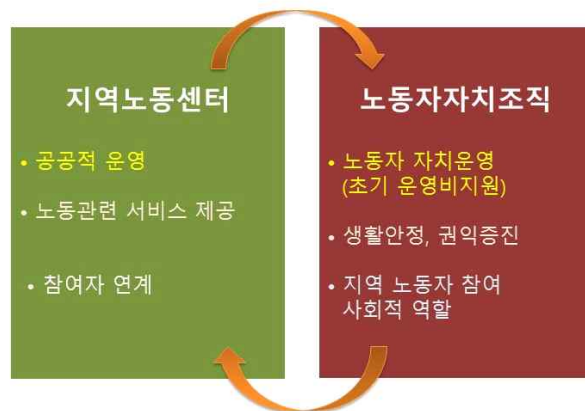 지역노동센터
• 공공적 운영
• 노동관련 서비스 제공
• 참여자 연계
노동자자치조직
• 노동자 자치운영
(초기 운영비지원)
• 생활안정, 권익증진
• 지역 노동자 참여
사회적 역할